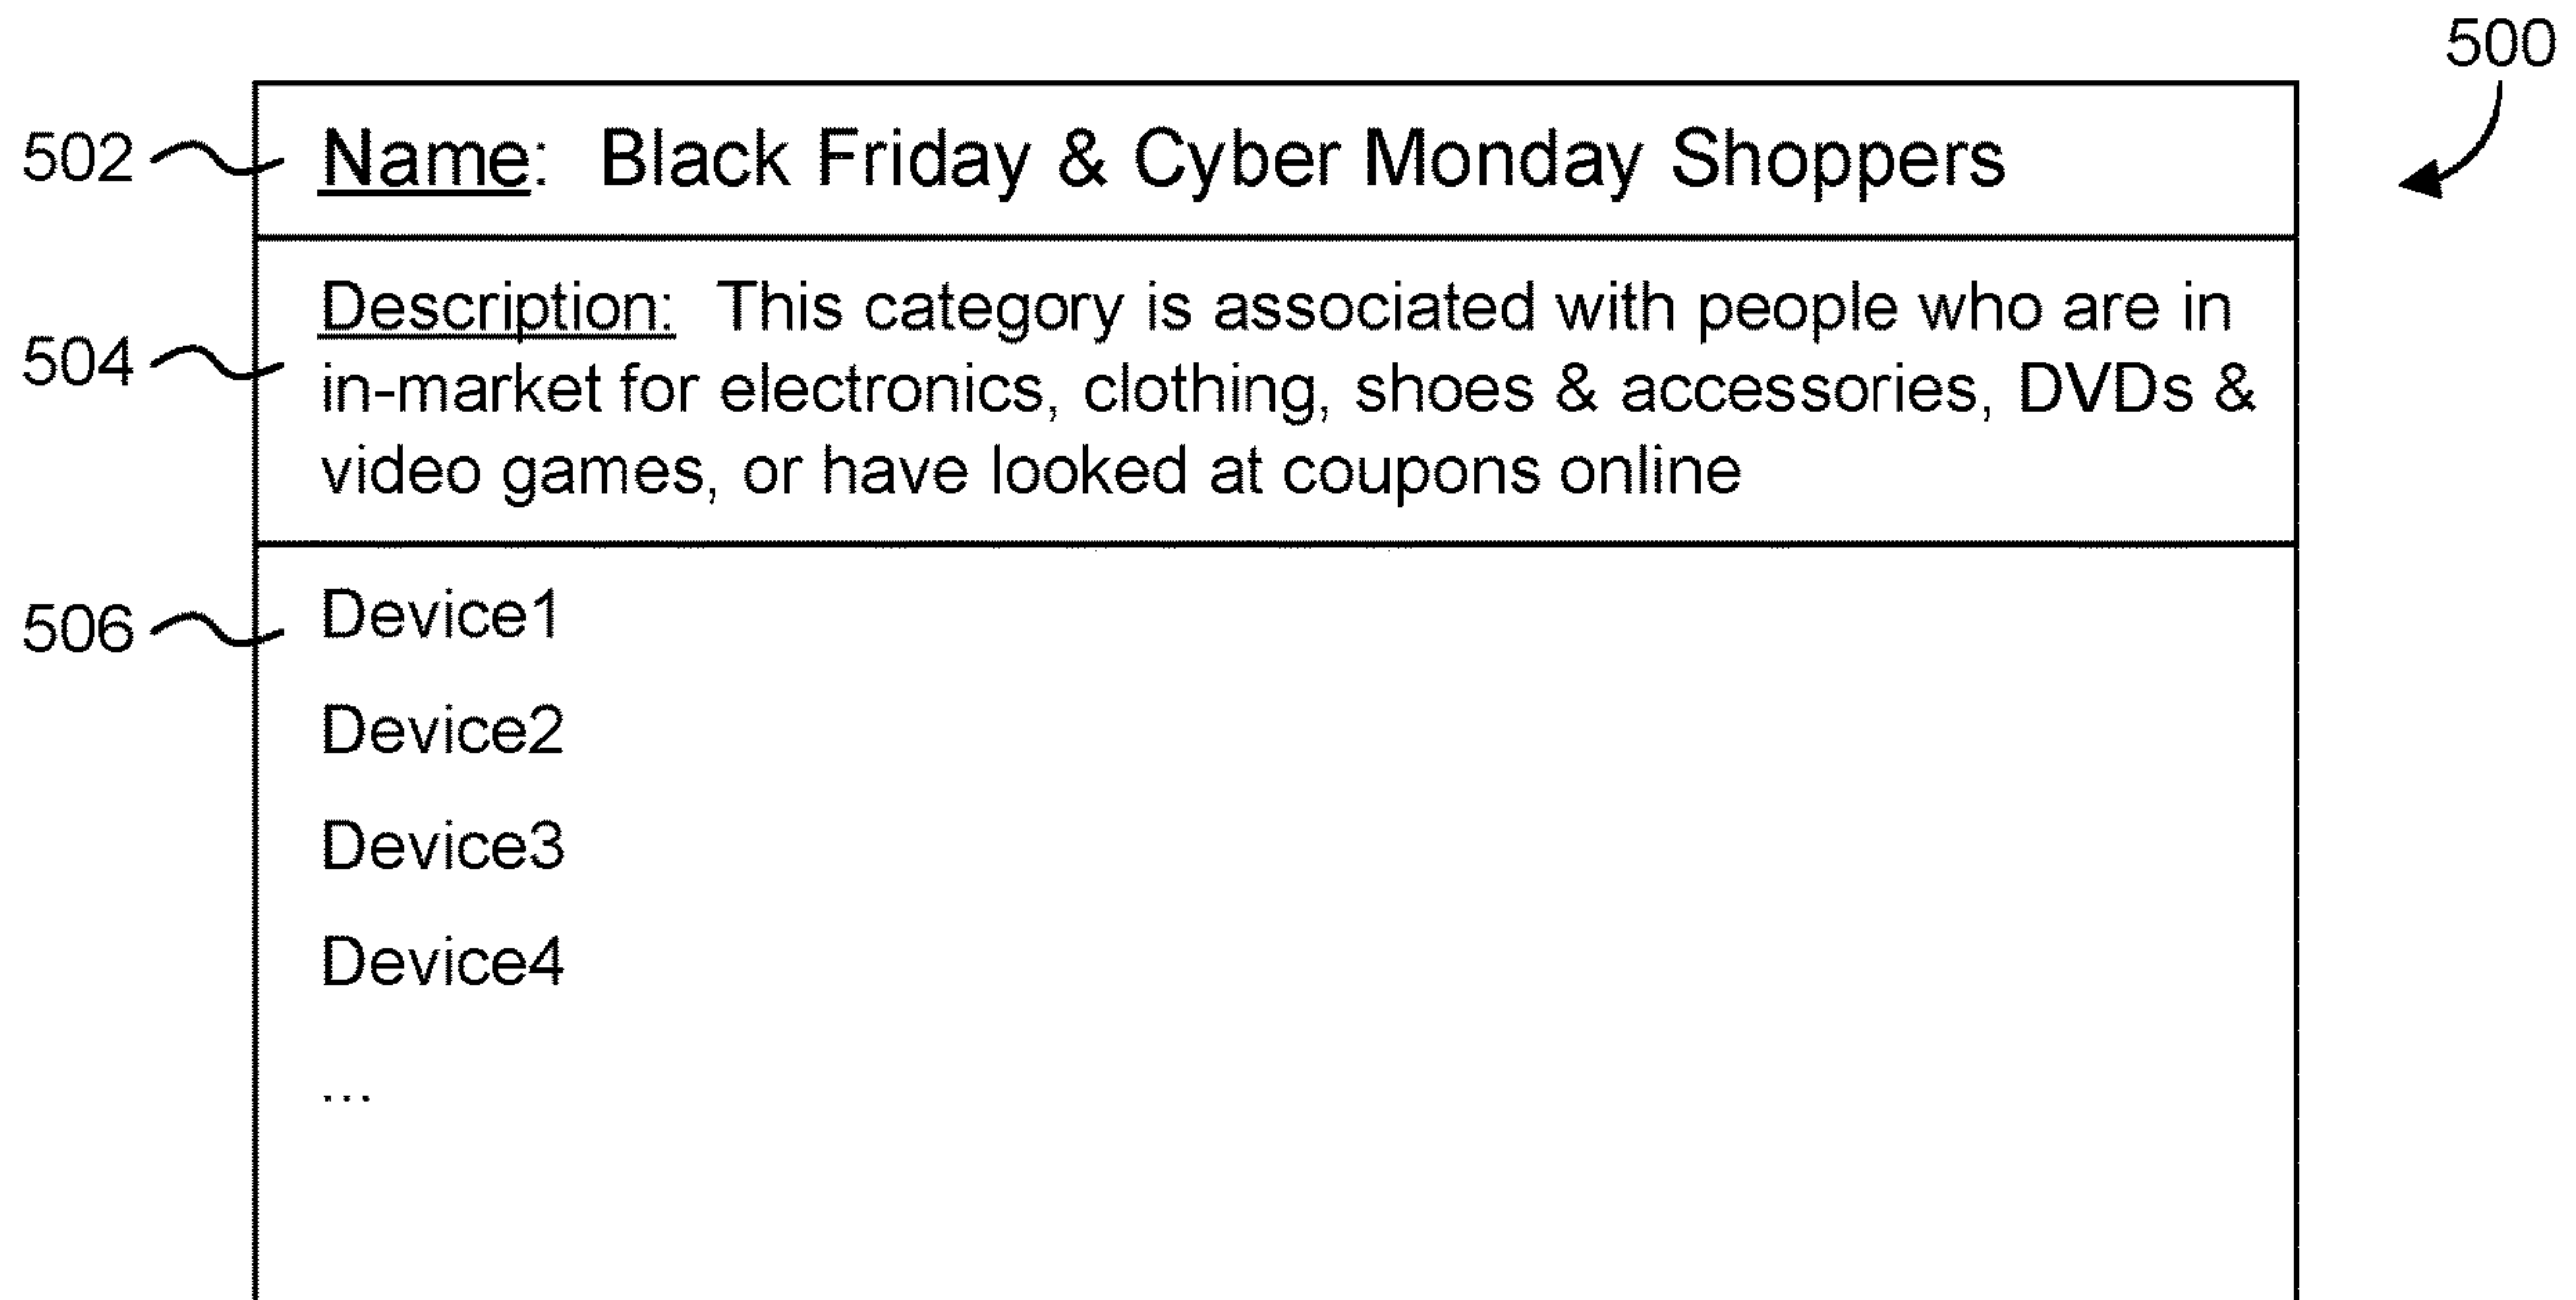 500
502 Name: Black Friday & Cyber Monday Shoppers
Description: This category is associated with people who are in
504 in-market for electronics, clothing, shoes & accessories, DVDs &
video games, or have looked at coupons online
506 Device1
Device2
Device3
Device4
...